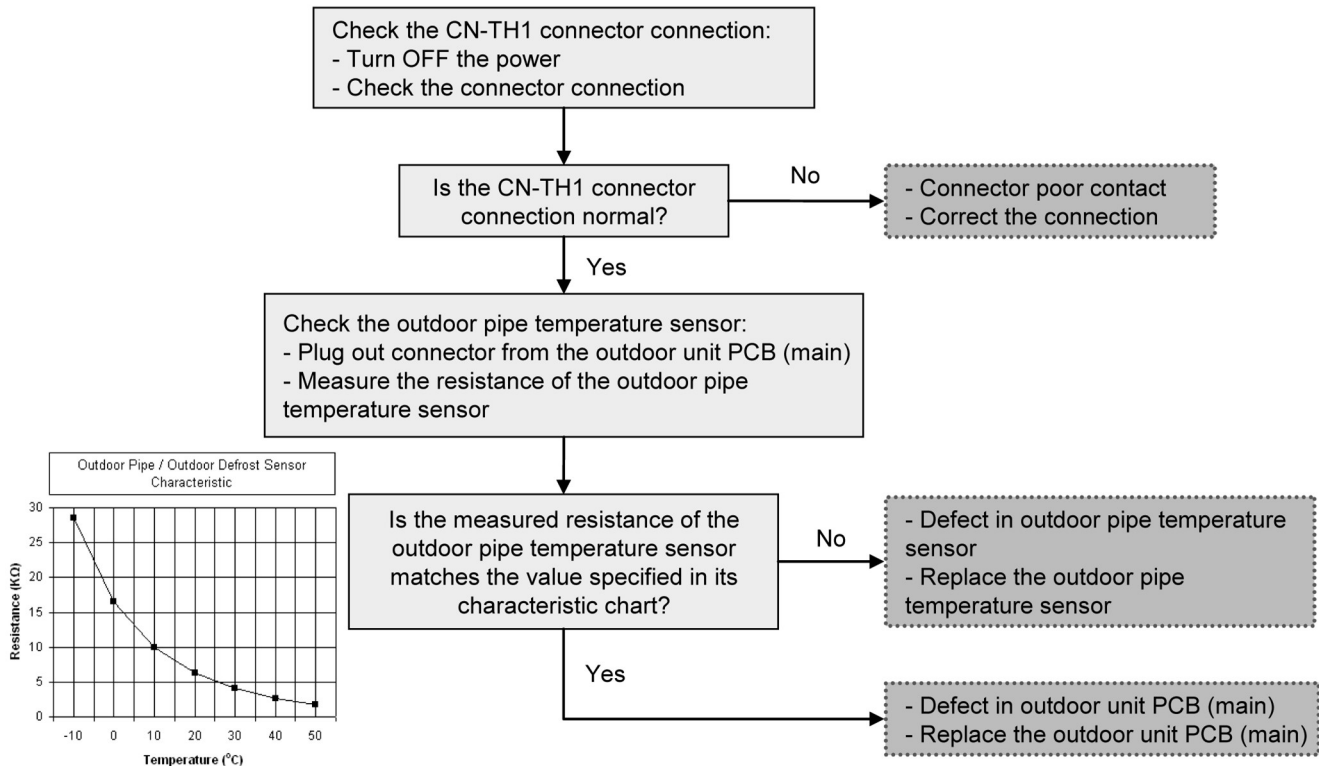 Check the CN-TH1 connector connection:
- Turn OFF the power
- Check the connector connection
Is the CN-TH1 connector
connection normal?
No
- Connector poor contact
- Correct the connection
Yes
Check the outdoor pipe temperature sensor:
- Plug out connector from the outdoor unit PCB (main)
- Measure the resistance of the outdoor pipe
temperature sensor
Outdoor Pipe / Outdoor Defrost Sensor
Characteristic
Resistance (KΩ)
30
25
20
15
10
5
0
-10 0 10 20 30 40 50
Temperature (°C)
Is the measured resistance of the
outdoor pipe temperature sensor
matches the value specified in its
characteristic chart?
No
- Defect in outdoor pipe temperature
sensor
- Replace the outdoor pipe
temperature sensor
Yes
- Defect in outdoor unit PCB (main)
- Replace the outdoor unit PCB (main)